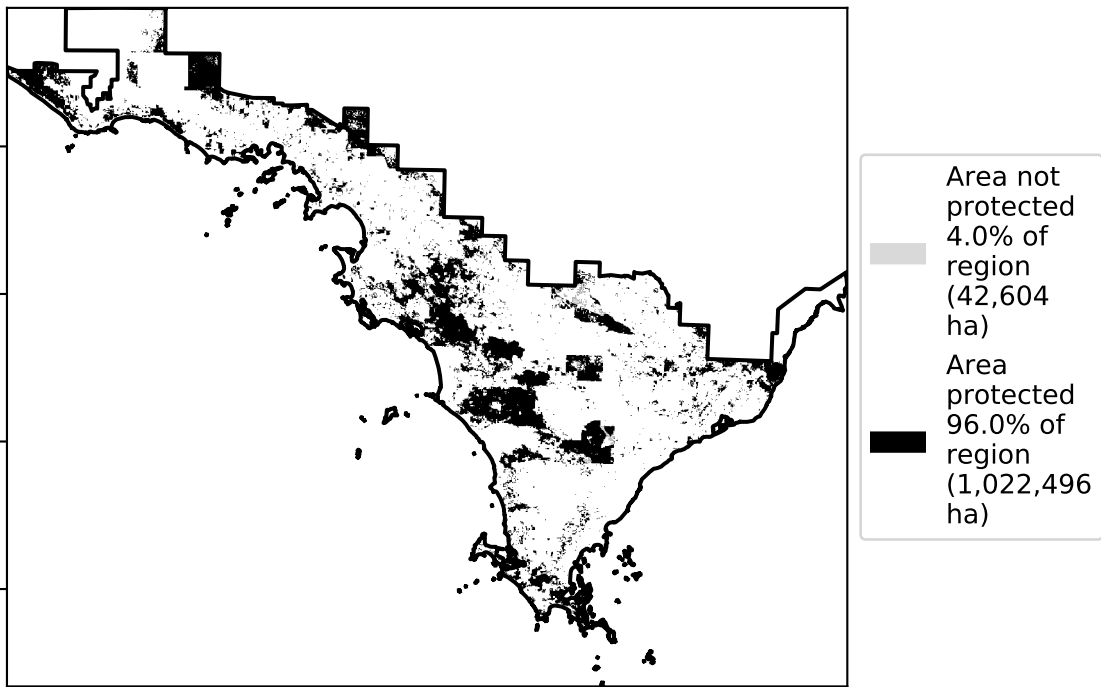 Area not
protected
4.0% of
region
(42,604
ha)
Area
protected
96.0% of
region
(1,022,496
ha)